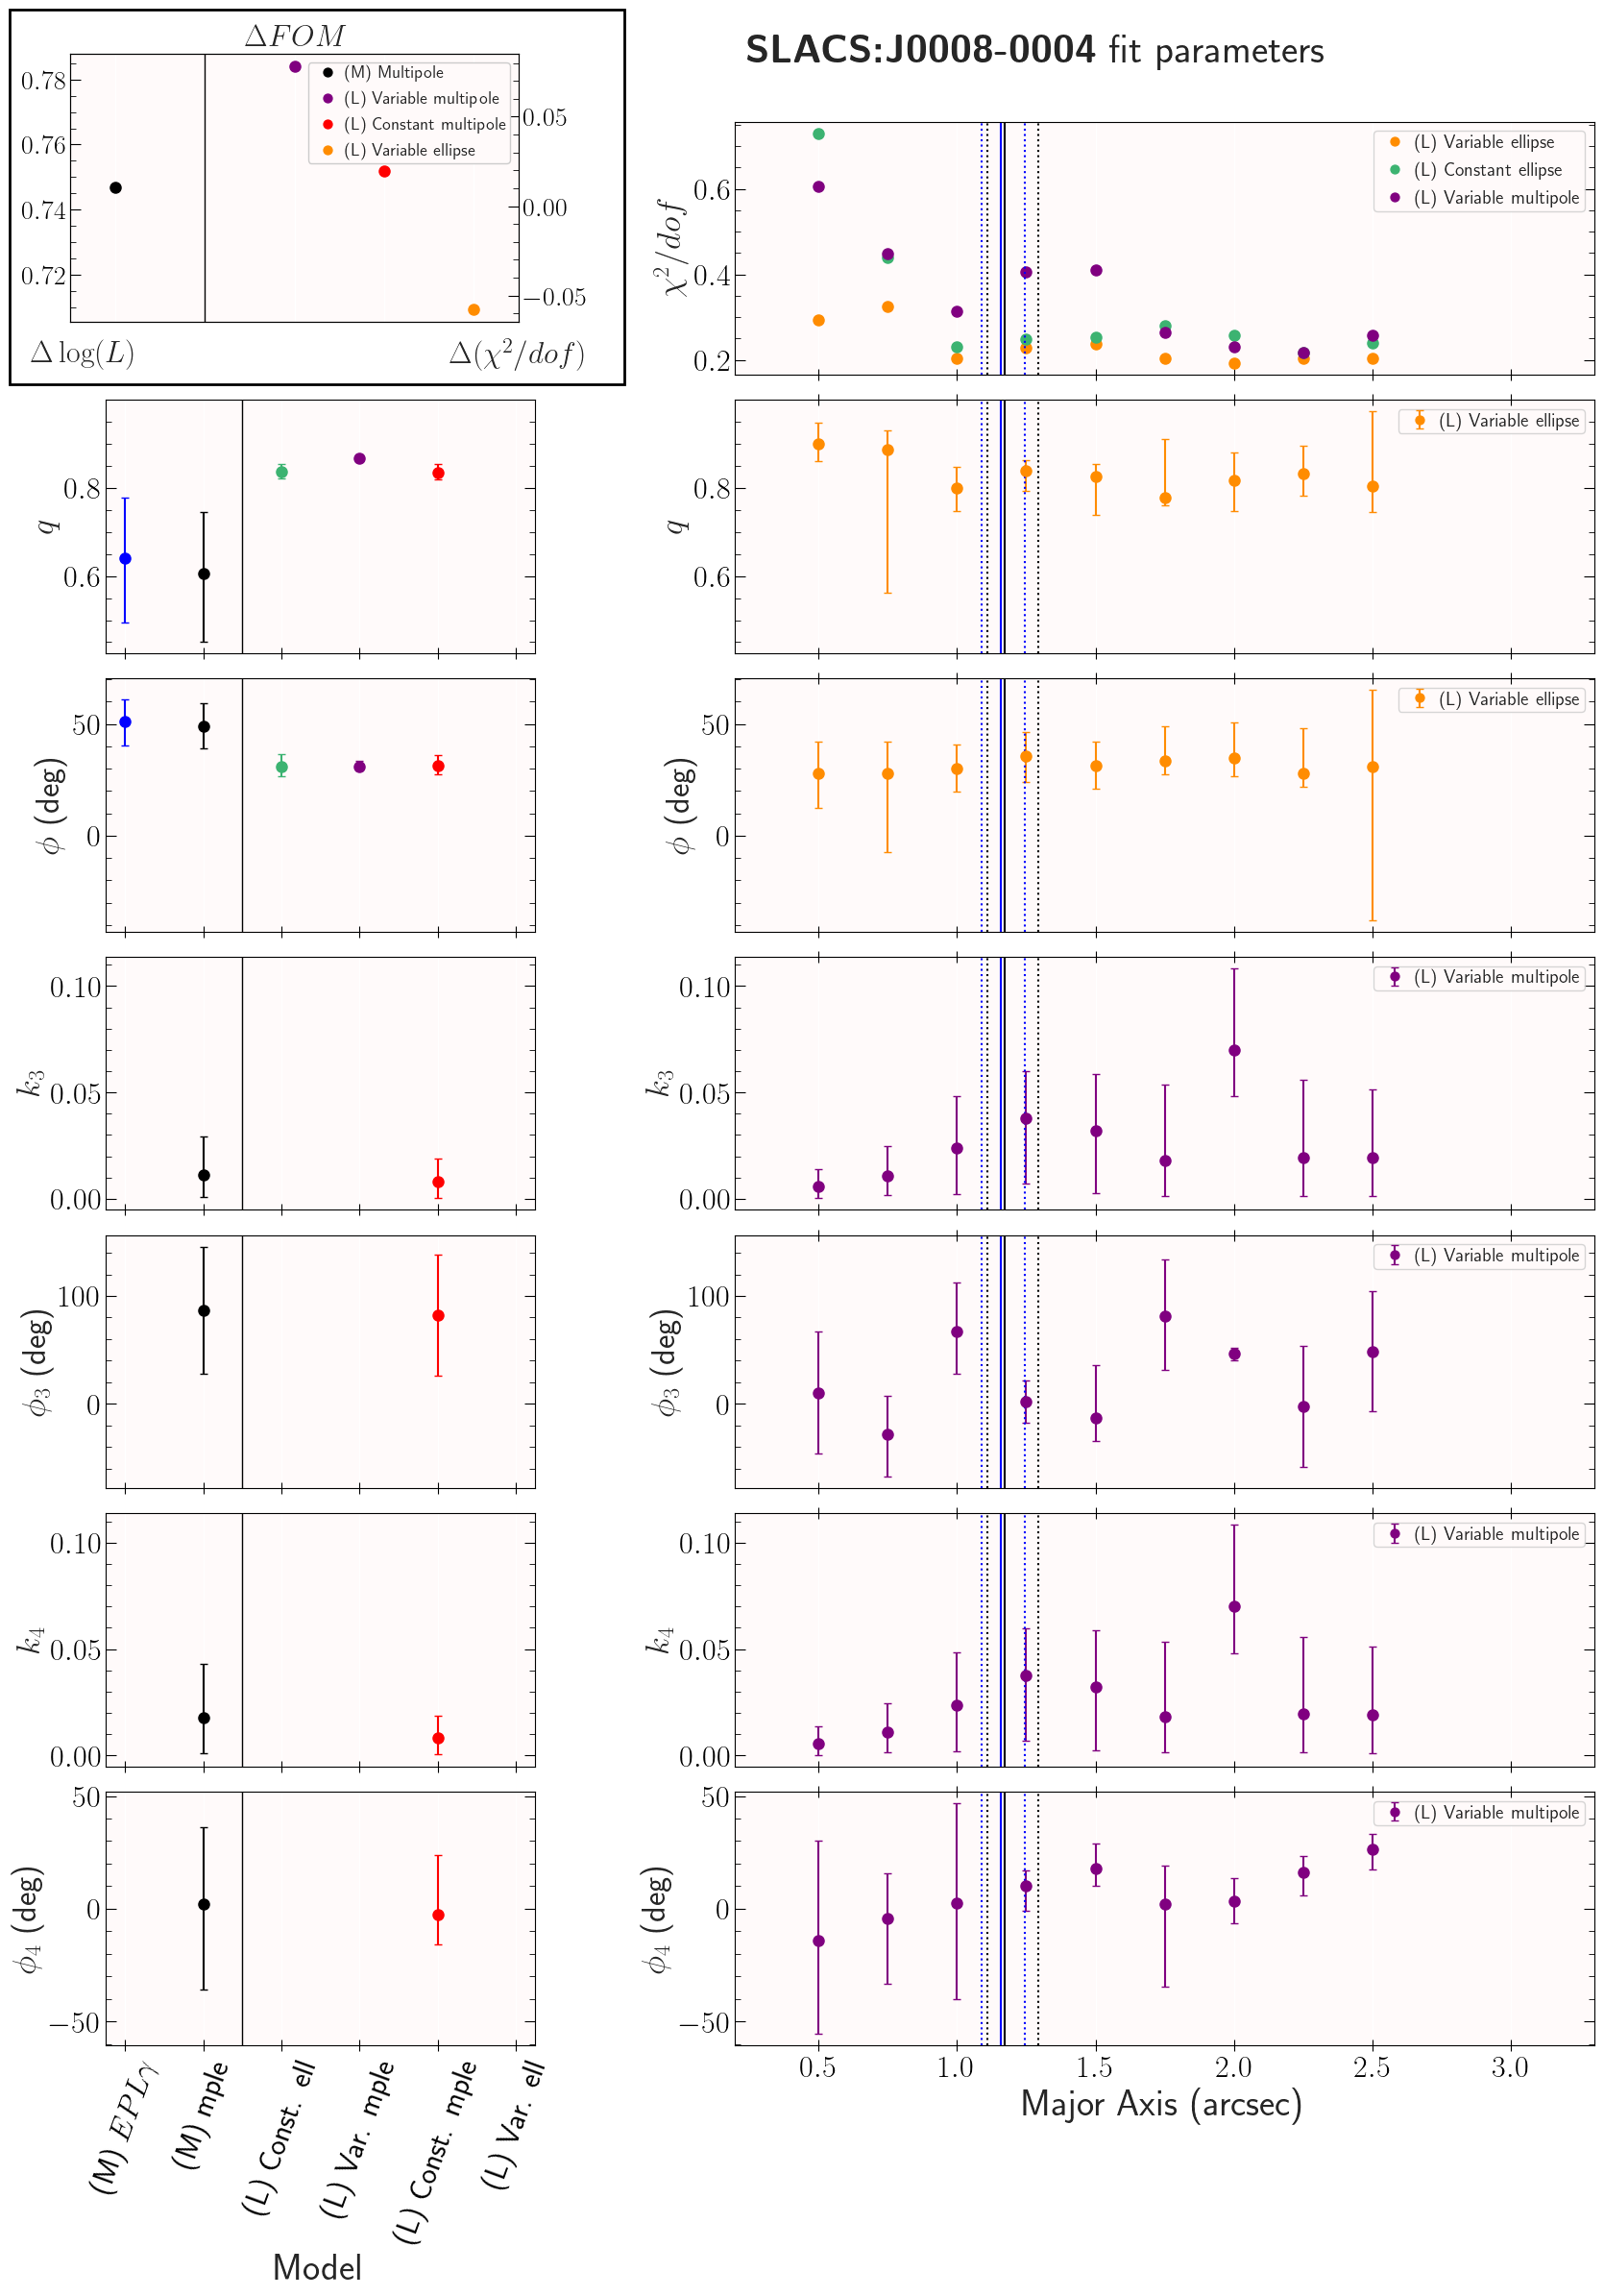 ΔFOM
SLACS:J0008-0004 fit parameters
0.78
0.76
0.74
0.72
(M) Multipole
(L) Variable multipole
(L) Constant multipole
(L) Variable ellipse
0.05
0.00
−0.05
Δ log(L)
Δ(χ²/dof)
χ²/dof
0.6
0.4
0.2
(L) Variable ellipse
(L) Constant ellipse
(L) Variable multipole
q
0.8
0.6
q
0.8
0.6
(L) Variable ellipse
ϕ (deg)
50
0
ϕ (deg)
50
0
(L) Variable ellipse
k₃
0.10
0.05
0.00
k₃
0.10
0.05
0.00
(L) Variable multipole
ϕ₃ (deg)
100
0
ϕ₃ (deg)
100
0
(L) Variable multipole
k₄
0.10
0.05
0.00
k₄
0.10
0.05
0.00
(L) Variable multipole
ϕ₄ (deg)
50
0
−50
ϕ₄ (deg)
50
0
−50
(L) Variable multipole
(M) EPLγ
(M) mple
(L) Const. ell
(L) Var. mple
(L) Const. mple
(L) Var. ell
Model
0.5 1.0 1.5 2.0 2.5 3.0
Major Axis (arcsec)